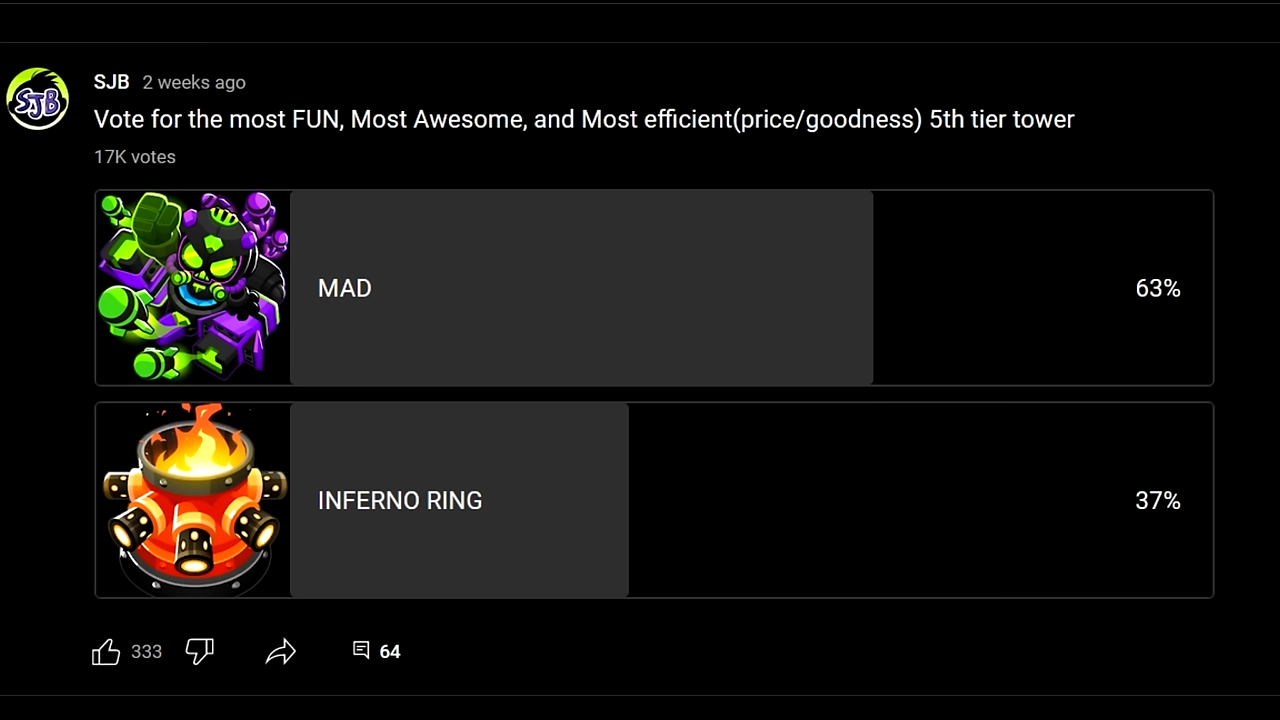 SJB
SJB 2 weeks ago
Vote for the most FUN, Most Awesome, and Most efficient(price/goodness) 5th tier tower
17K votes
MAD 63%
INFERNO RING 37%
333 64